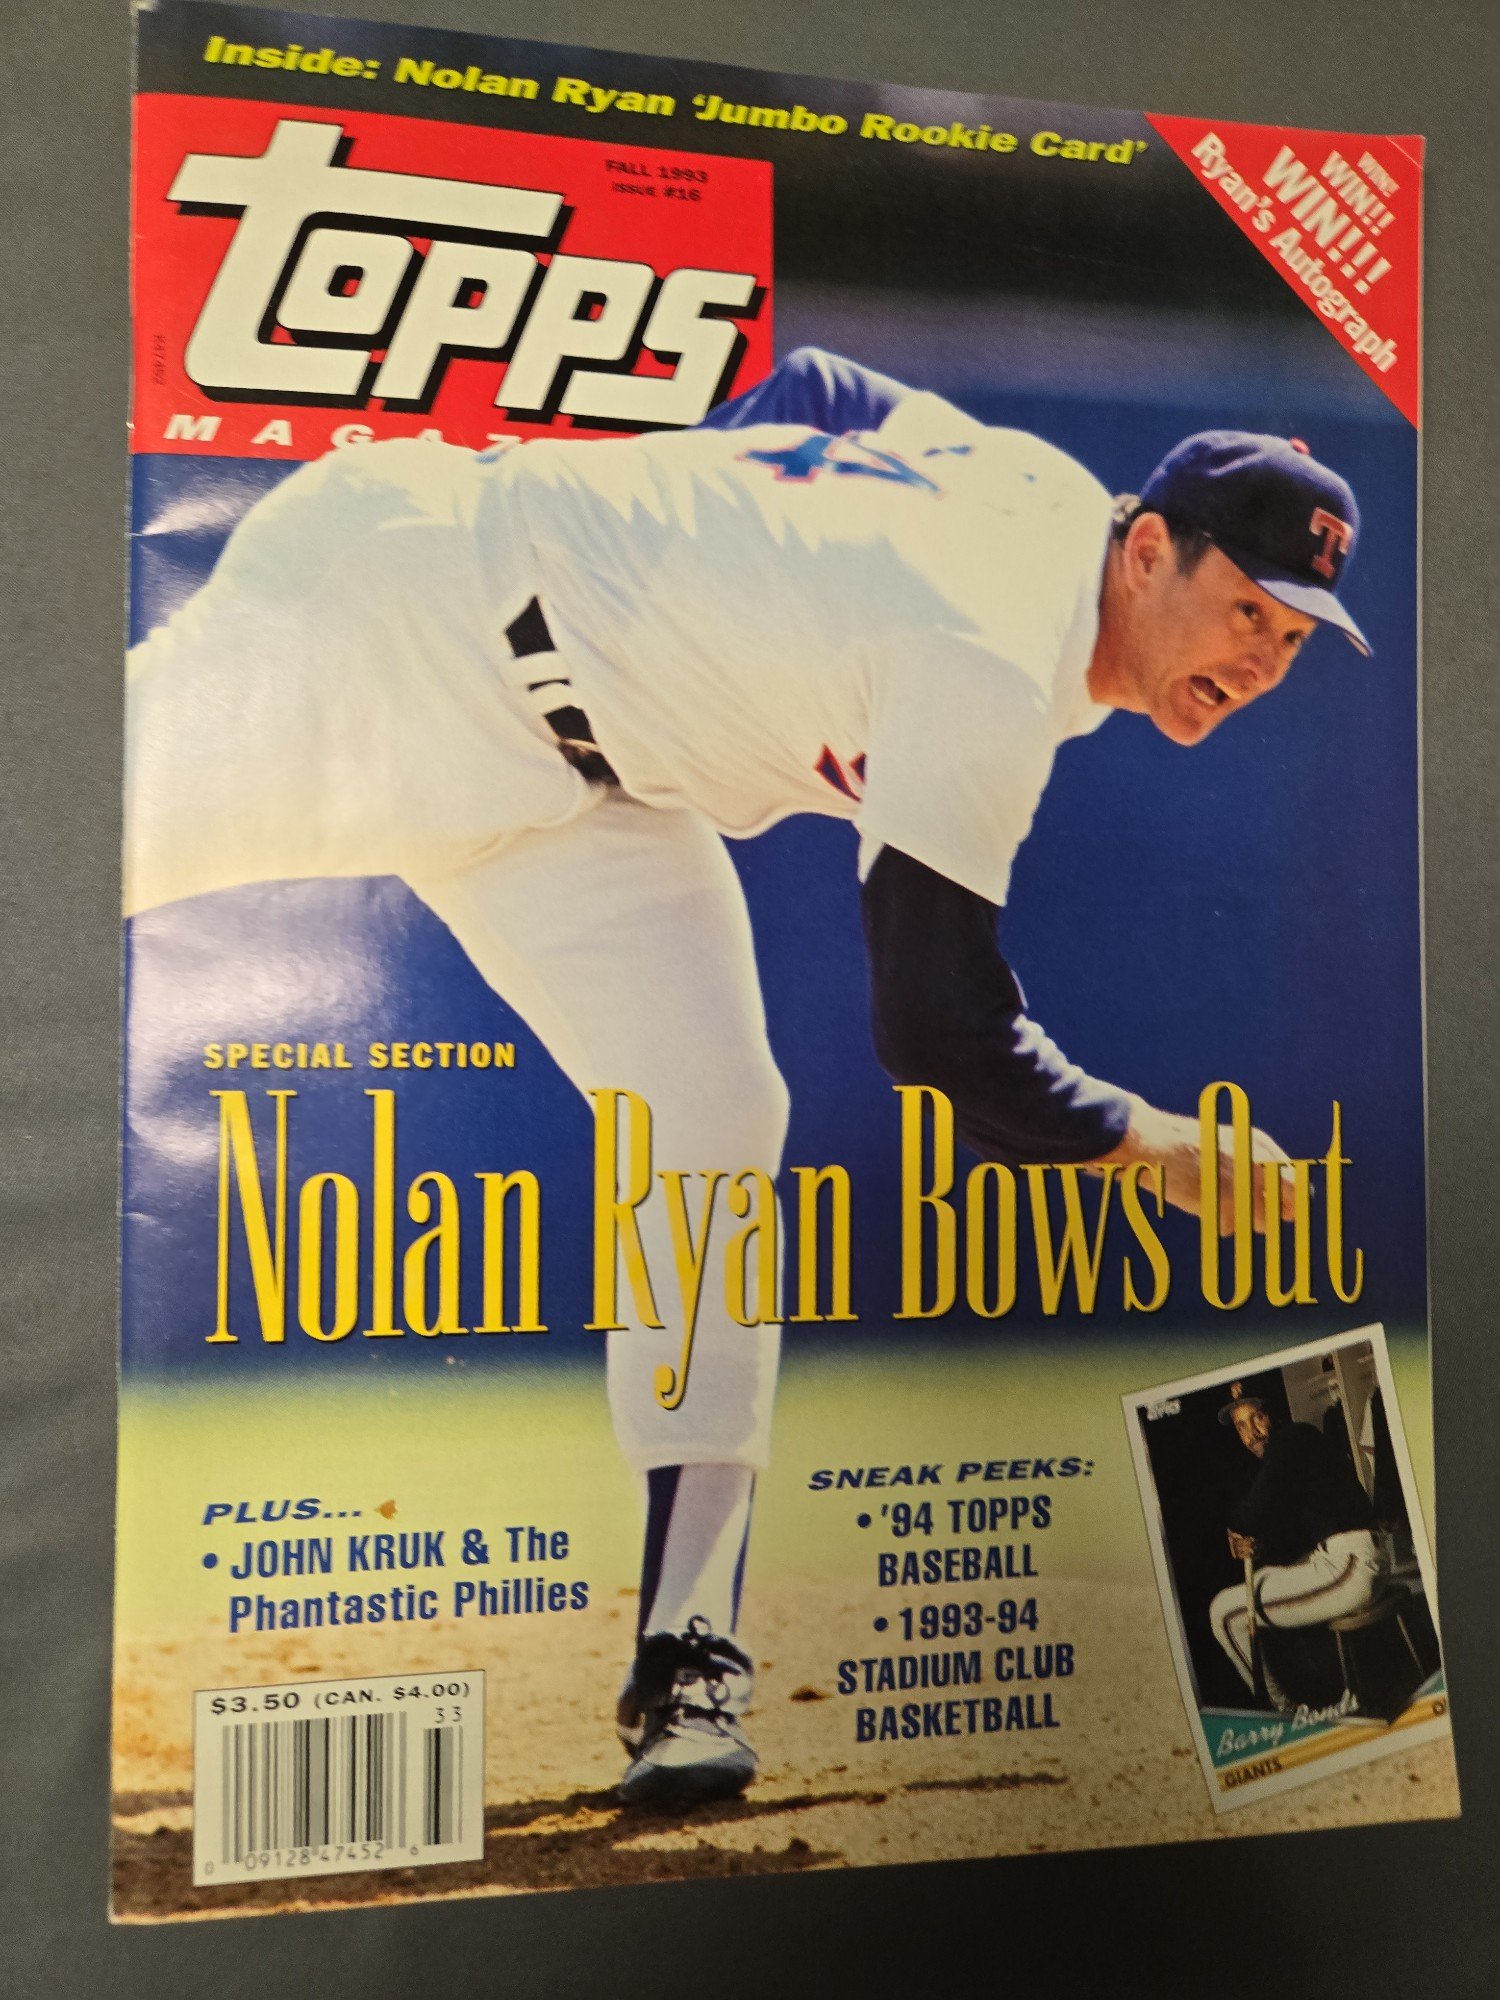 Inside: Nolan Ryan 'Jumbo Rookie Card'
WIN!
WIN!!
WIN!!!
Ryan's Autograph
FALL 1993
ISSUE #16
topps
MAGAZ
K47452
T
SPECIAL SECTION
Nolan Ryan Bows Out
PLUS...
• JOHN KRUK & The
Phantastic Phillies
SNEAK PEEKS:
• '94 TOPPS
BASEBALL
• 1993-94
STADIUM CLUB
BASKETBALL
topps
Barry Bonds
GIANTS
$3.50 (CAN. $4.00)
33
0 09128 47452 6